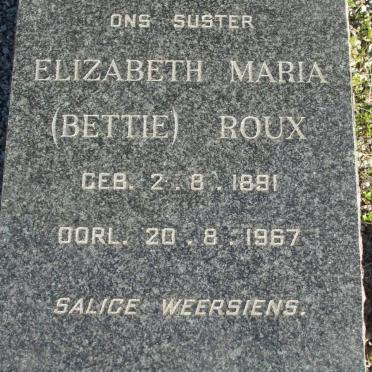 ONS SUSTER
ELIZABETH MARIA
(BETTIE) ROUX
GEB. 2.8.1891
OORL. 20.8.1967
SALIGE WEERSIENS.